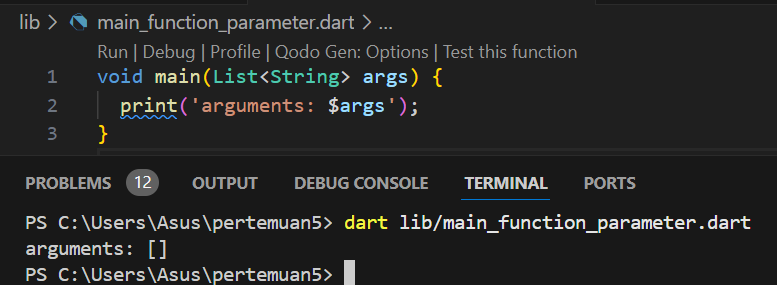 lib > main_function_parameter.dart > ...
Run | Debug | Profile | Qodo Gen: Options | Test this function
1 void main(List<String> args) {
2   print('arguments: $args');
3 }
PROBLEMS 12 OUTPUT DEBUG CONSOLE TERMINAL PORTS
PS C:\Users\Asus\pertemuan5> dart lib/main_function_parameter.dart
arguments: []
PS C:\Users\Asus\pertemuan5>